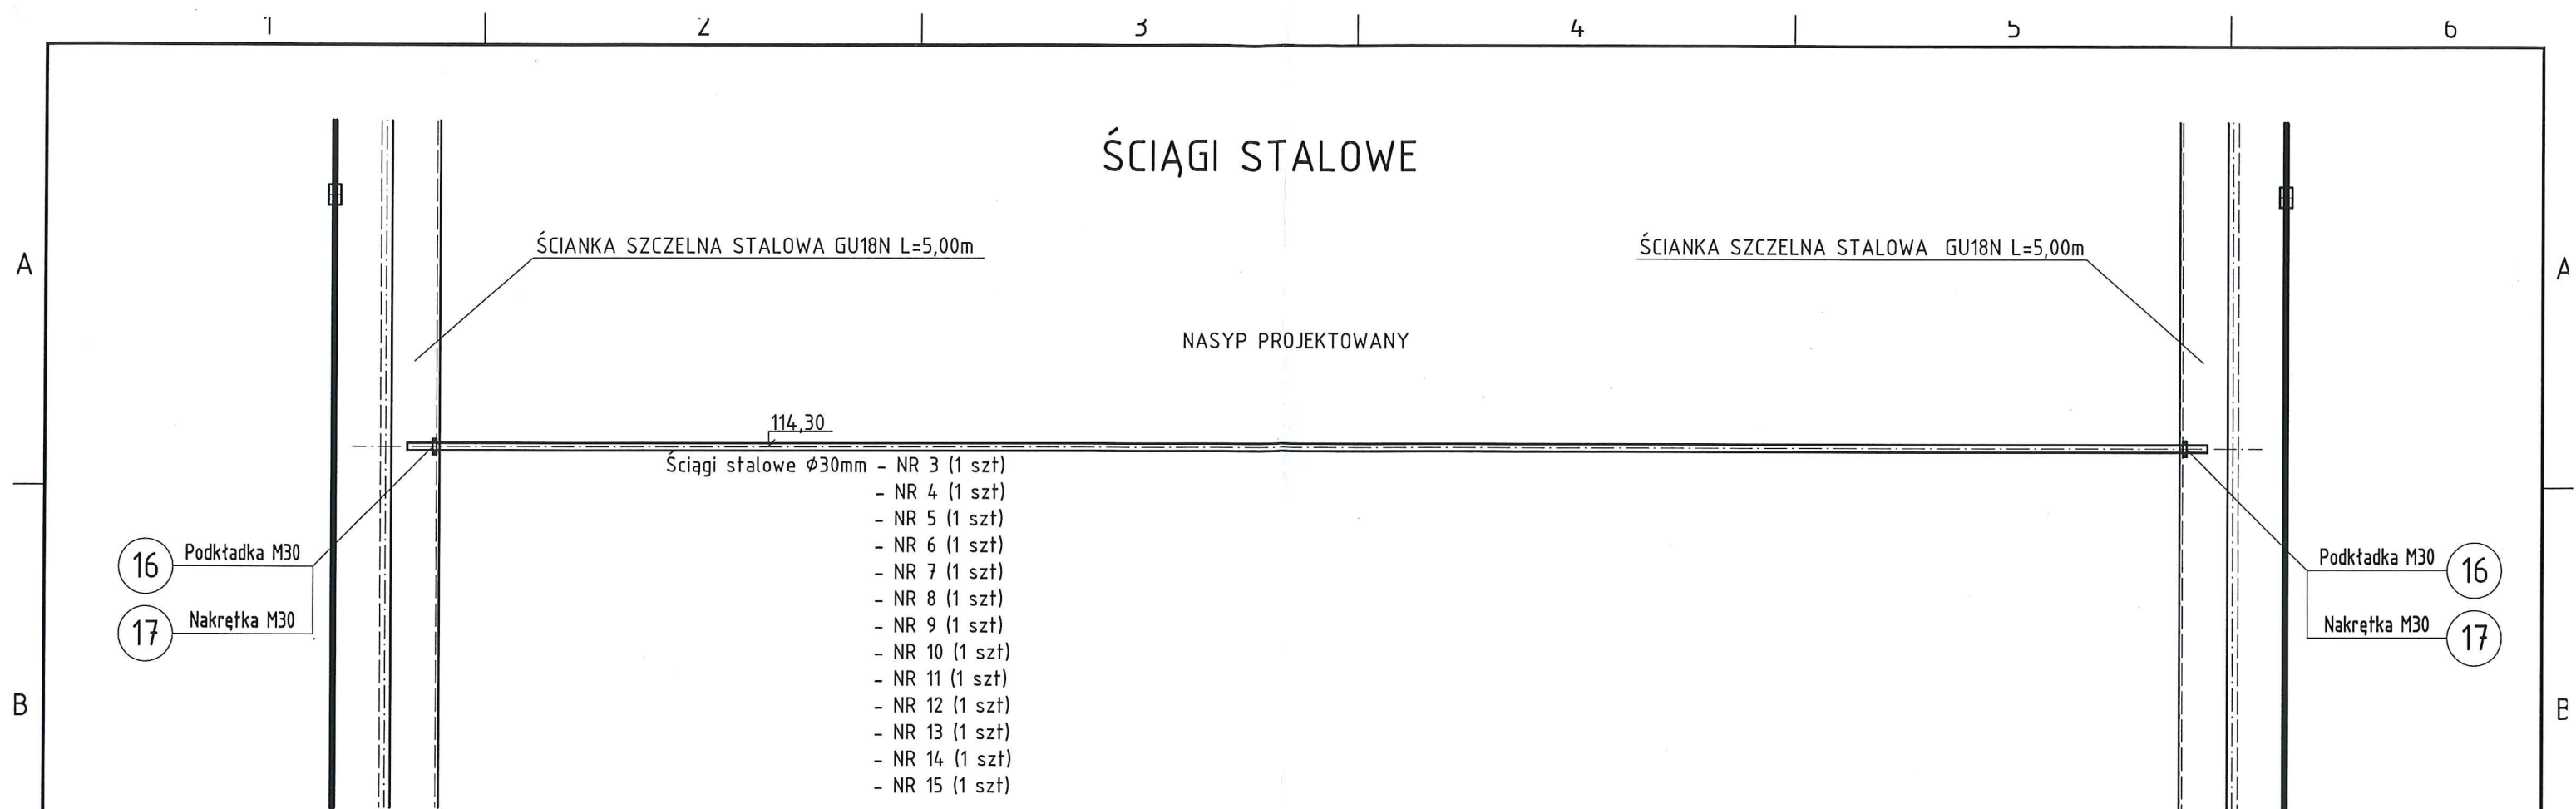 1 2 3 4 5 6
ŚCIĄGI STALOWE
ŚCIANKA SZCZELNA STALOWA GU18N L=5,00m
ŚCIANKA SZCZELNA STALOWA GU18N L=5,00m
A
A
NASYP PROJEKTOWANY
114,30
Ściągi stalowe Ø30mm - NR 3 (1 szt)
- NR 4 (1 szt)
- NR 5 (1 szt)
- NR 6 (1 szt)
- NR 7 (1 szt)
- NR 8 (1 szt)
- NR 9 (1 szt)
- NR 10 (1 szt)
- NR 11 (1 szt)
- NR 12 (1 szt)
- NR 13 (1 szt)
- NR 14 (1 szt)
- NR 15 (1 szt)
16 Podkładka M30
17 Nakrętka M30
Podkładka M30 16
Nakrętka M30 17
B
B